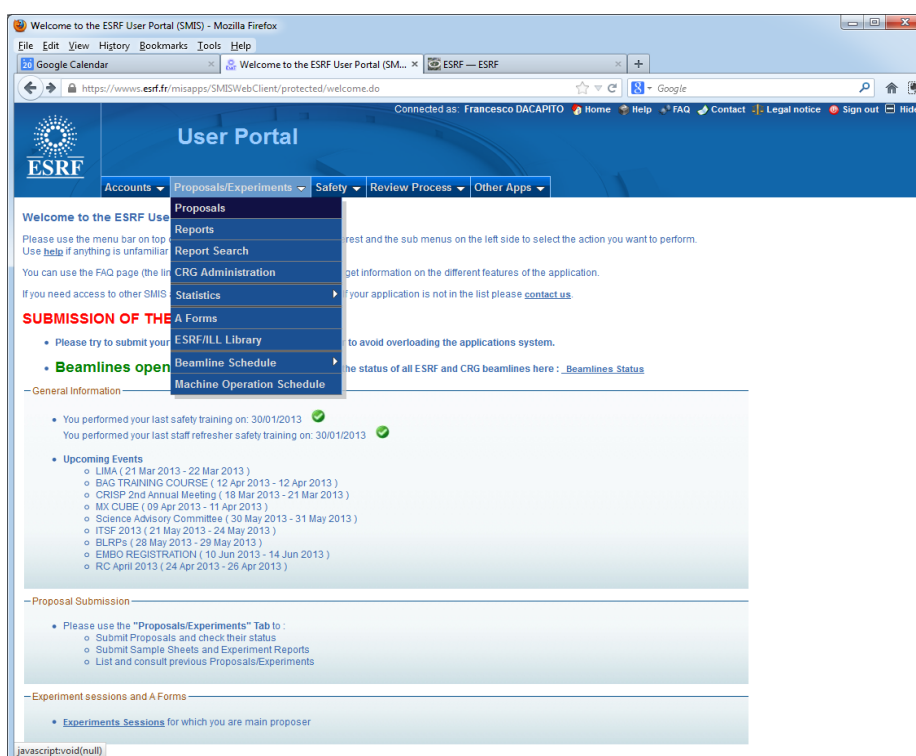 Welcome to the ESRF User Portal (SMIS) - Mozilla Firefox
File Edit View History Bookmarks Tools Help
20 Google Calendar
Welcome to the ESRF User Portal (SM...
ESRF — ESRF
https://wwws.esrf.fr/misapps/SMISWebClient/protected/welcome.do
Google
Connected as: Francesco DACAPITO Home Help FAQ Contact Legal notice Sign out Hide
User Portal
ESRF
Accounts Proposals/Experiments Safety Review Process Other Apps
Proposals
Reports
Report Search
CRG Administration
Statistics
A Forms
ESRF/ILL Library
Beamline Schedule
Machine Operation Schedule
Welcome to the ESRF Use
Please use the menu bar on top rest and the sub menus on the left side to select the action you want to perform.
Use help if anything is unfamiliar
You can use the FAQ page (the lin get information on the different features of the application.
If you need access to other SMIS if your application is not in the list please contact us.
SUBMISSION OF THE
Please try to submit your to avoid overloading the applications system.
Beamlines open he status of all ESRF and CRG beamlines here : Beamlines Status
General Information
You performed your last safety training on: 30/01/2013
You performed your last staff refresher safety training on: 30/01/2013
Upcoming Events
LIMA ( 21 Mar 2013 - 22 Mar 2013 )
BAG TRAINING COURSE ( 12 Apr 2013 - 12 Apr 2013 )
CRISP 2nd Annual Meeting ( 18 Mar 2013 - 21 Mar 2013 )
MX CUBE ( 09 Apr 2013 - 11 Apr 2013 )
Science Advisory Committee ( 30 May 2013 - 31 May 2013 )
ITSF 2013 ( 21 May 2013 - 24 May 2013 )
BLRPs ( 28 May 2013 - 29 May 2013 )
EMBO REGISTRATION ( 10 Jun 2013 - 14 Jun 2013 )
RC April 2013 ( 24 Apr 2013 - 26 Apr 2013 )
Proposal Submission
Please use the "Proposals/Experiments" Tab to :
Submit Proposals and check their status
Submit Sample Sheets and Experiment Reports
List and consult previous Proposals/Experiments
Experiment sessions and A Forms
Experiments Sessions for which you are main proposer
javascript:void(null)